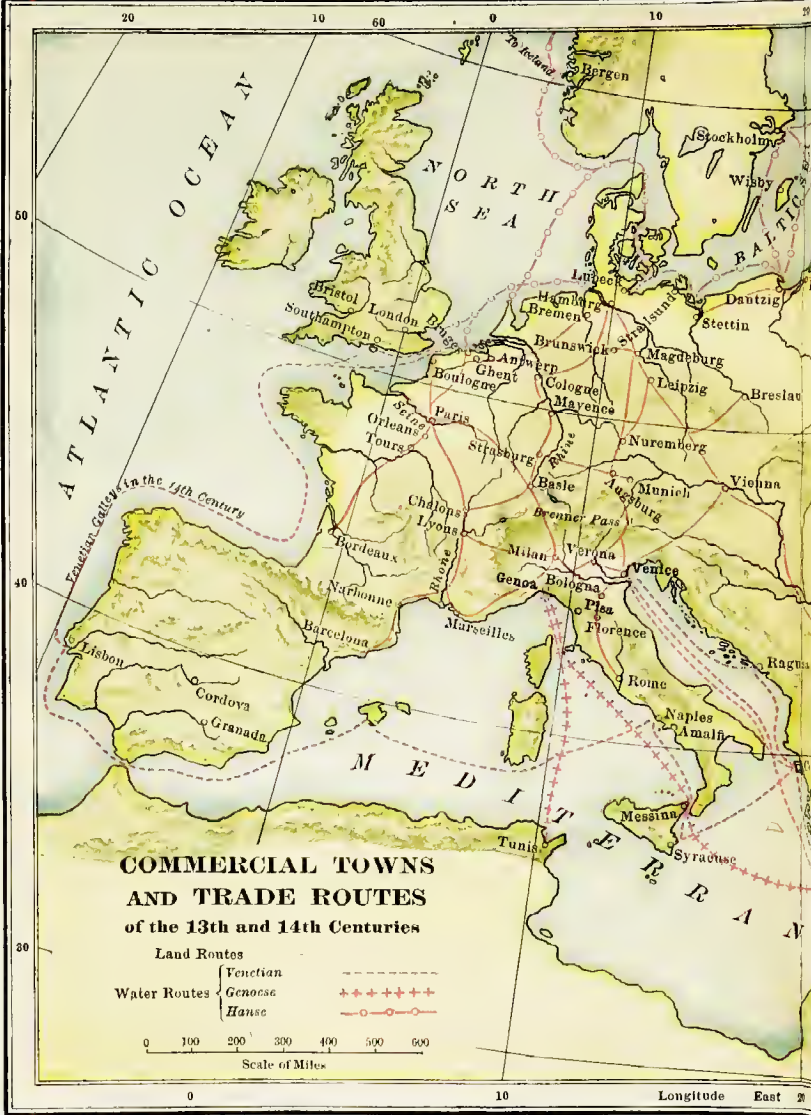 20
10
60
0
10
To Iceland
Bergen
Stockholm
Wisby
NORTH
SEA
BALTIC
50
ATLANTIC OCEAN
Lubeck
Hamburg
Bremen
Stralsund
Dantzig
Stettin
Bristol
London
Southampton
Bruges
Antwerp
Ghent
Boulogne
Brunswick
Magdeburg
Cologne
Leipzig
Breslau
Mayence
Paris
Seine
Orleans
Tours
Strasburg
Rhine
Nuremberg
Basle
Augsburg
Munich
Vienna
Venetian Galleys in the 14th Century
Chalons
Lyons
Brenner Pass
Bordeaux
Milan
Verona
Venice
Genoa
Bologna
40
Narbonne
Rhone
Pisa
Florence
Marseilles
Barcelona
Ragusa
Lisbon
Rome
Cordova
Granada
Naples
Amalfi
MEDITERRAN
Messina
Syracuse
Tunis
COMMERCIAL TOWNS
AND TRADE ROUTES
of the 13th and 14th Centuries
30
Land Routes
Water Routes
Venetian
Genoese
Hanse
0 100 200 300 400 500 600
Scale of Miles
0
10
Longitude East 20